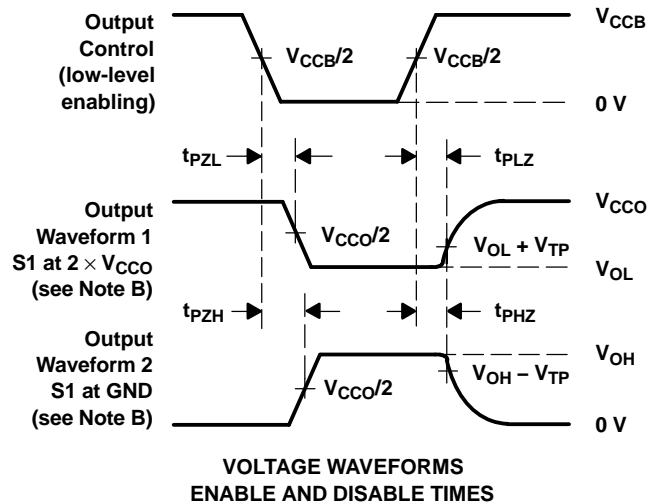 Output
Control
(low-level
enabling)
VCCB/2
VCCB/2
VCCB
0 V
tPZL
tPLZ
Output
Waveform 1
S1 at 2 × VCCO
(see Note B)
VCCO/2
VCCO
VOL + VTP
VOL
tPZH
tPHZ
Output
Waveform 2
S1 at GND
(see Note B)
VCCO/2
VOH
VOH − VTP
0 V
VOLTAGE WAVEFORMS
ENABLE AND DISABLE TIMES